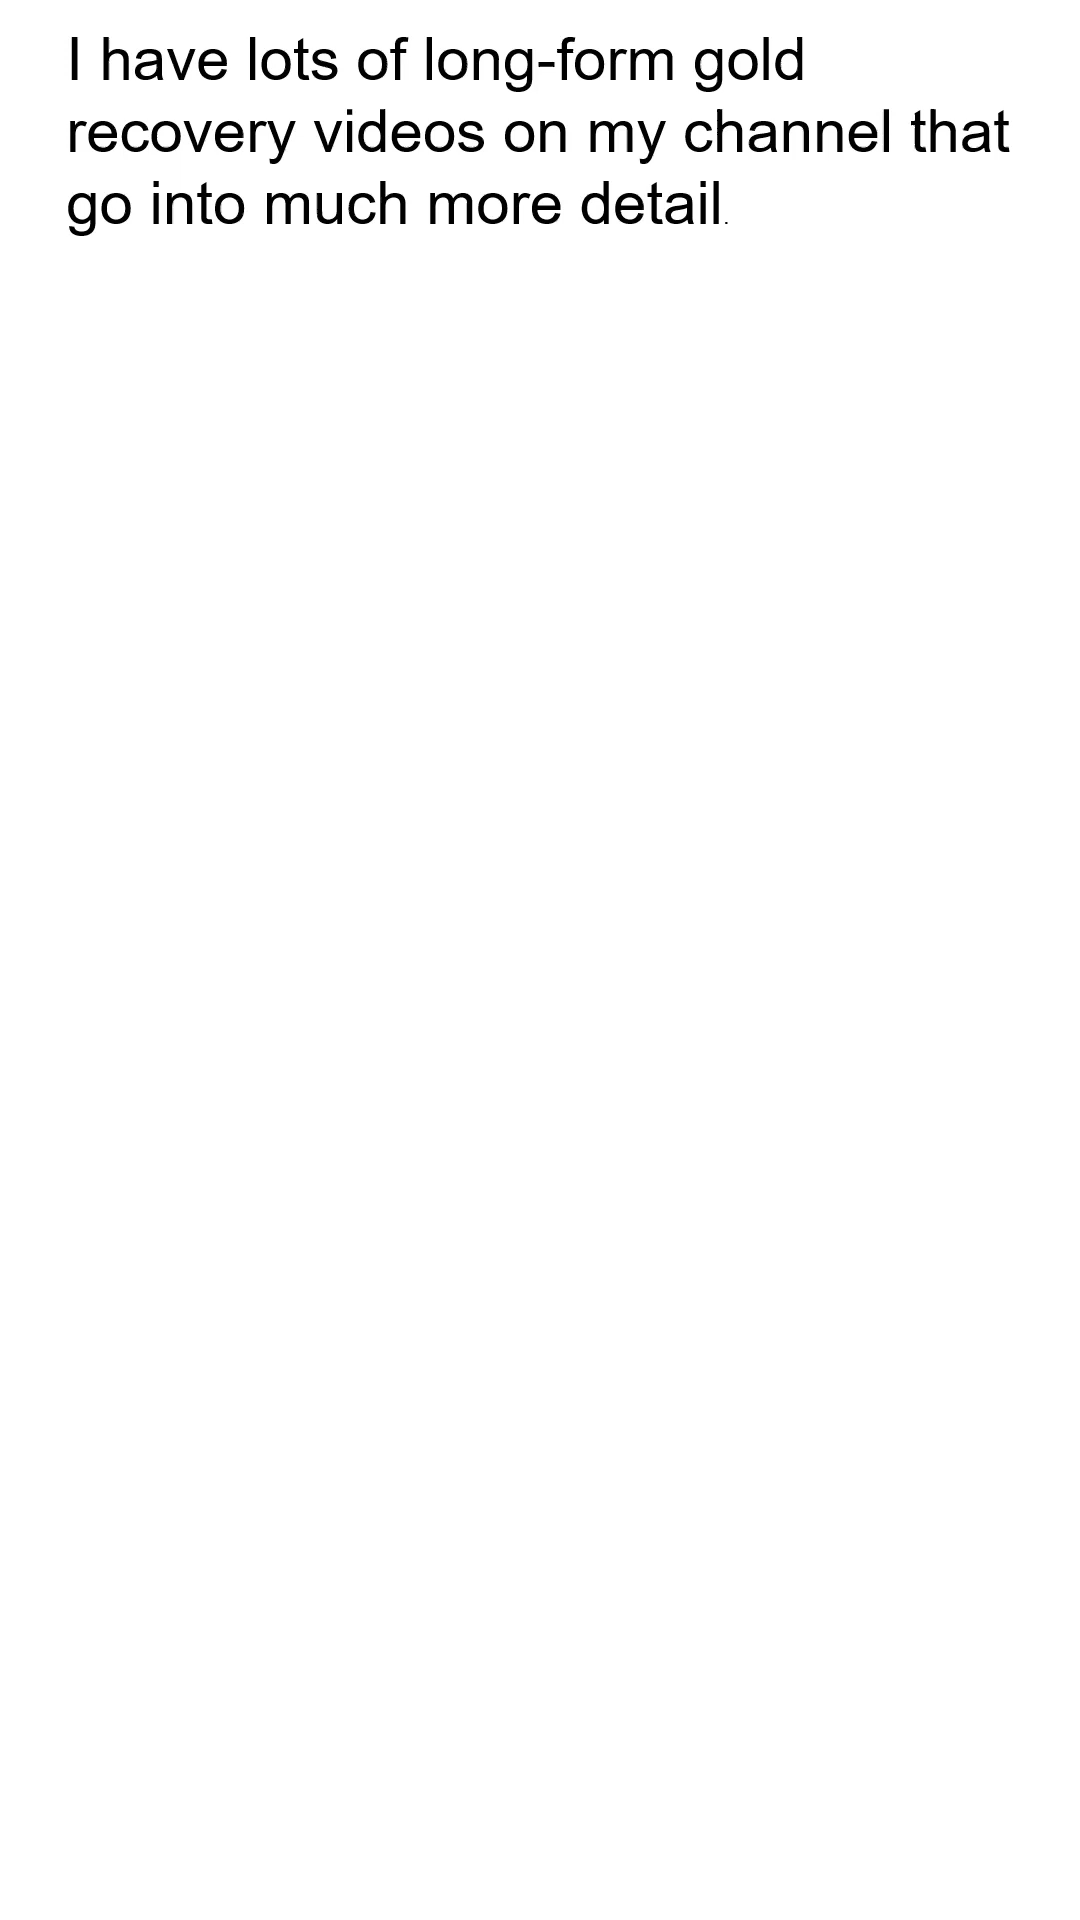 I have lots of long-form gold
recovery videos on my channel that
go into much more detail.